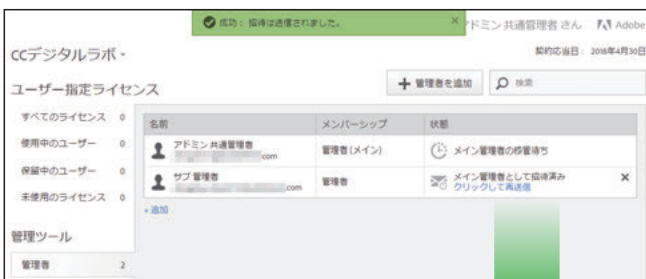 成功： 招待は送信されました。 ×
ドミン 共通管理者 さん Adobe
CCデジタルラボ
契約応当日： 2018年4月30日
ユーザー指定ライセンス
管理者を追加
検索
すべてのライセンス 0
使用中のユーザー 0
保留中のユーザー 0
未使用のライセンス 0
名前 メンバーシップ 状態
アドミン 共通管理者
com
管理者 (メイン) メイン管理者の移管待ち
サブ 管理者
com
管理者 メイン管理者として招待済み ×
クリックして再送信
+ 追加
管理ツール
管理者 2